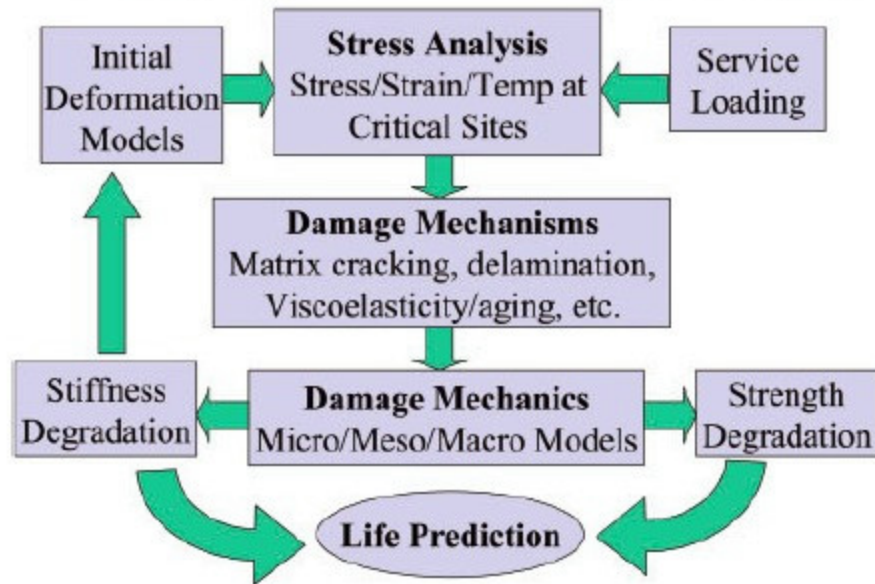 Initial
Deformation
Models
Stress Analysis
Stress/Strain/Temp at
Critical Sites
Service
Loading
Damage Mechanisms
Matrix cracking, delamination,
Viscoelasticity/aging, etc.
Stiffness
Degradation
Damage Mechanics
Micro/Meso/Macro Models
Strength
Degradation
Life Prediction